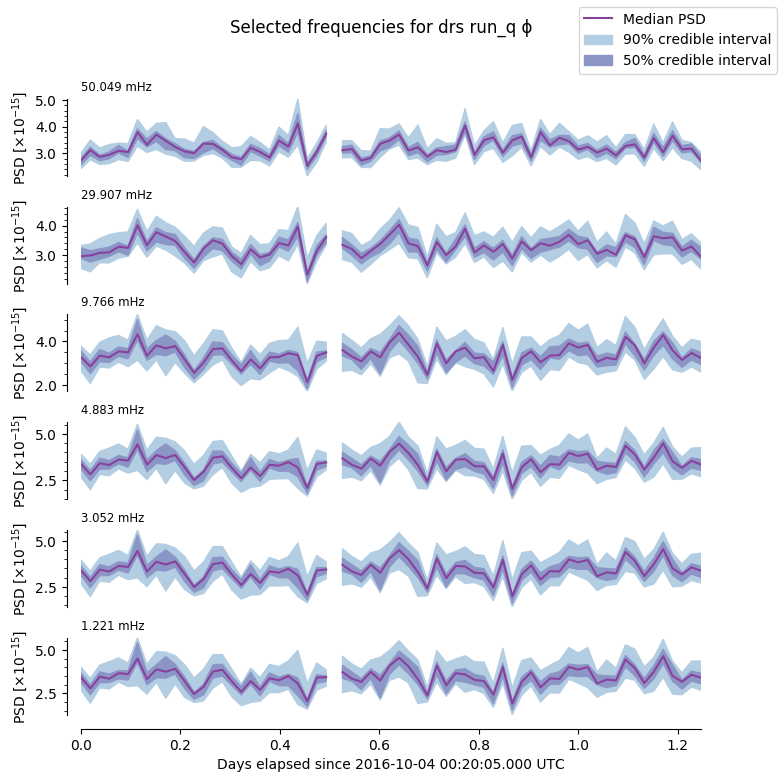 Selected frequencies for drs run_q ϕ
Median PSD
90% credible interval
50% credible interval
50.049 mHz
PSD [×10⁻¹⁵]
5.0
4.0
3.0
29.907 mHz
PSD [×10⁻¹⁵]
4.0
3.0
9.766 mHz
PSD [×10⁻¹⁵]
4.0
2.0
4.883 mHz
PSD [×10⁻¹⁵]
5.0
2.5
3.052 mHz
PSD [×10⁻¹⁵]
5.0
2.5
1.221 mHz
PSD [×10⁻¹⁵]
5.0
2.5
0.0 0.2 0.4 0.6 0.8 1.0 1.2
Days elapsed since 2016-10-04 00:20:05.000 UTC